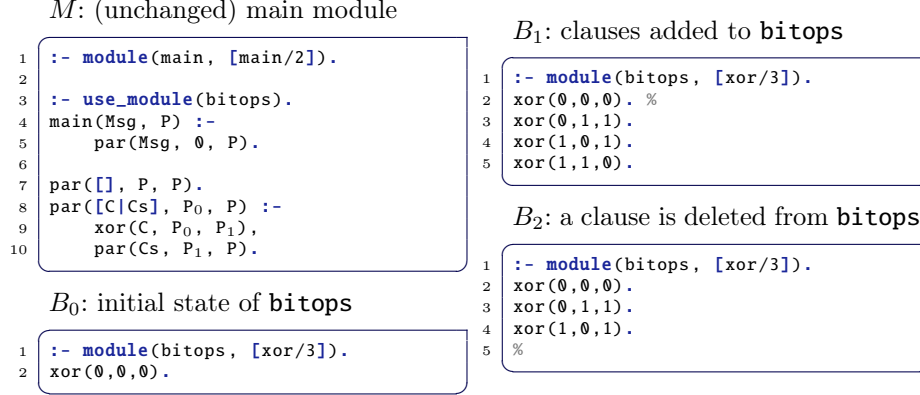 M: (unchanged) main module
1 :- module(main, [main/2]).
2
3 :- use_module(bitops).
4 main(Msg, P) :-
5     par(Msg, 0, P).
6
7 par([], P, P).
8 par([C|Cs], P₀, P) :-
9     xor(C, P₀, P₁),
10     par(Cs, P₁, P).
B₀: initial state of bitops
1 :- module(bitops, [xor/3]).
2 xor(0,0,0).
B₁: clauses added to bitops
1 :- module(bitops, [xor/3]).
2 xor(0,0,0). %
3 xor(0,1,1).
4 xor(1,0,1).
5 xor(1,1,0).
B₂: a clause is deleted from bitops
1 :- module(bitops, [xor/3]).
2 xor(0,0,0).
3 xor(0,1,1).
4 xor(1,0,1).
5 %